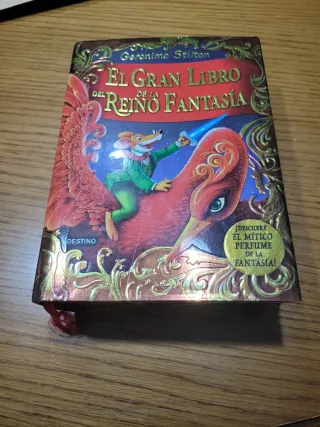 Geronimo Stilton
EL GRAN LIBRO
DEL REINO DE LA FANTASÍA
DESTINO
¡DESCUBRE
EL MÍTICO
PERFUME
DE LA
FANTASÍA!